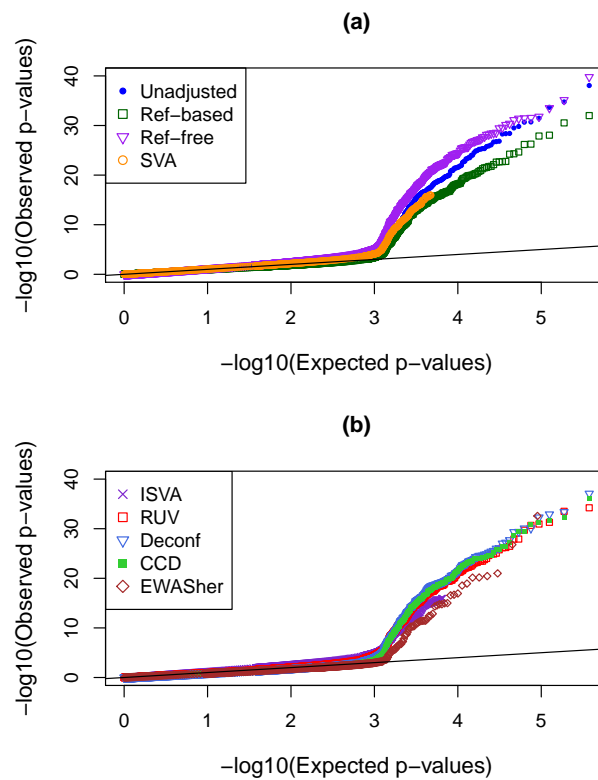 (a)
−log10(Observed p−values)
40
30
20
10
0
Unadjusted
Ref−based
Ref−free
SVA
0 1 2 3 4 5
−log10(Expected p−values)
(b)
−log10(Observed p−values)
40
30
20
10
0
ISVA
RUV
Deconf
CCD
EWASher
0 1 2 3 4 5
−log10(Expected p−values)